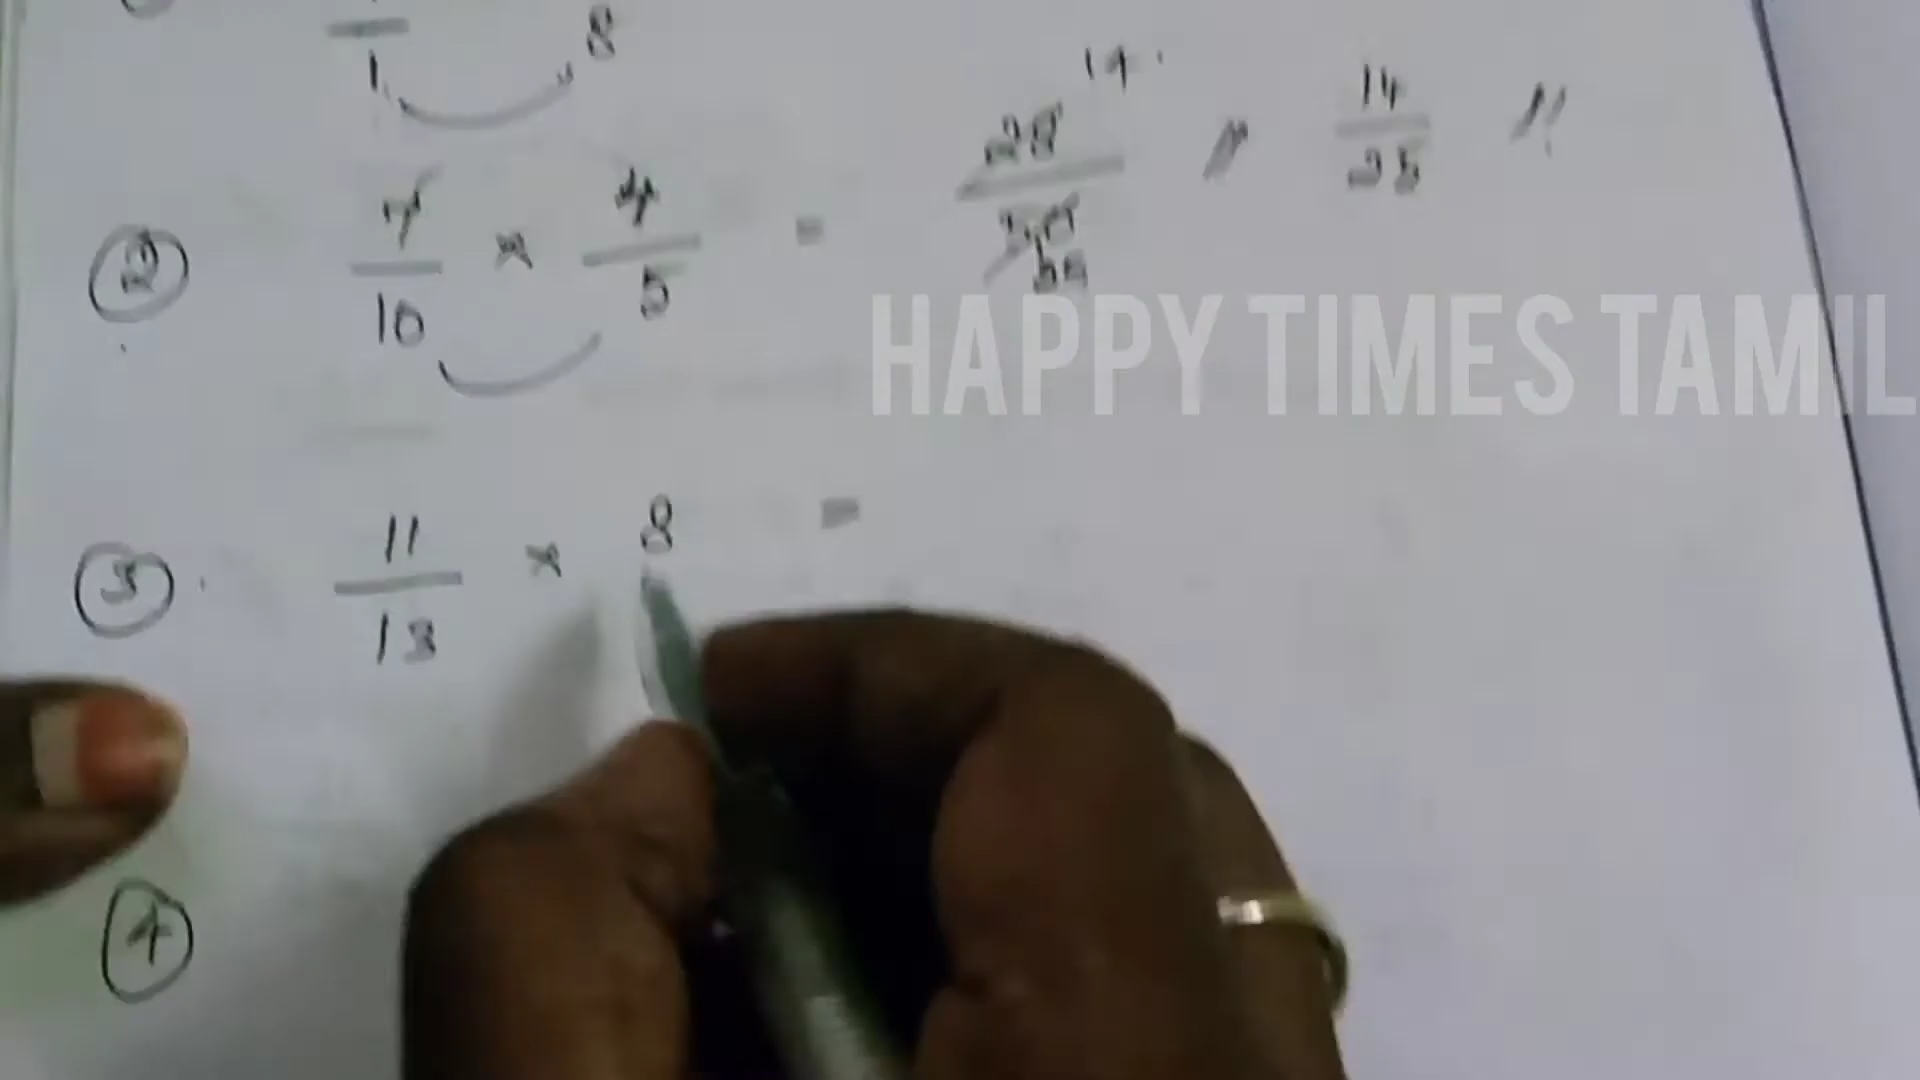 1 8
② 7/10 × 4/5 = 28/50 14 25 " 14/25 "
HAPPY TIMES TAMIL
③ 11/13 × 8 =
④